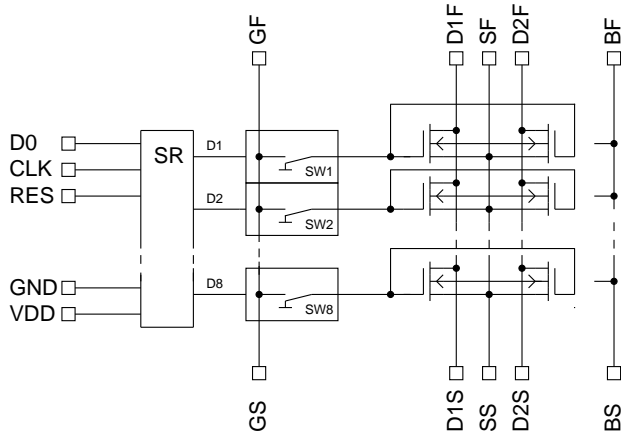 GF
D1F
SF
D2F
BF
D0
CLK
RES
SR
D1
SW1
D2
SW2
GND
VDD
D8
SW8
GS
D1S
SS
D2S
BS